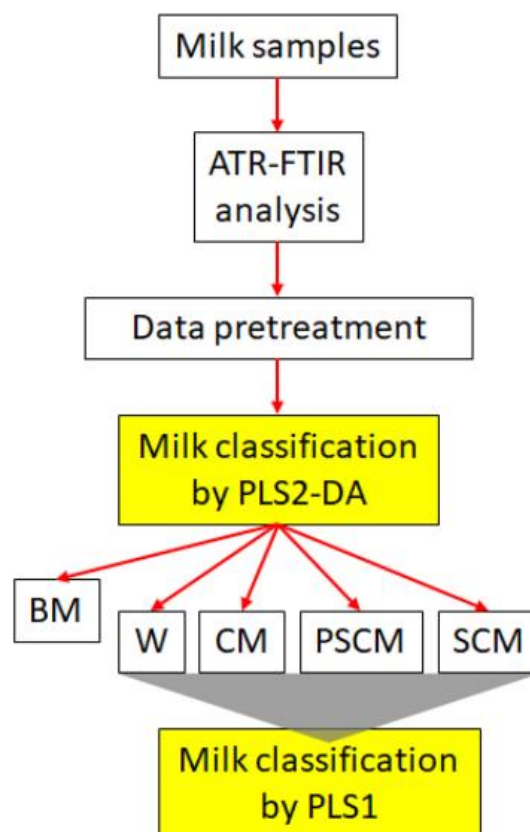 Milk samples
ATR-FTIR
analysis
Data pretreatment
Milk classification
by PLS2-DA
BM
W
CM
PSCM
SCM
Milk classification
by PLS1